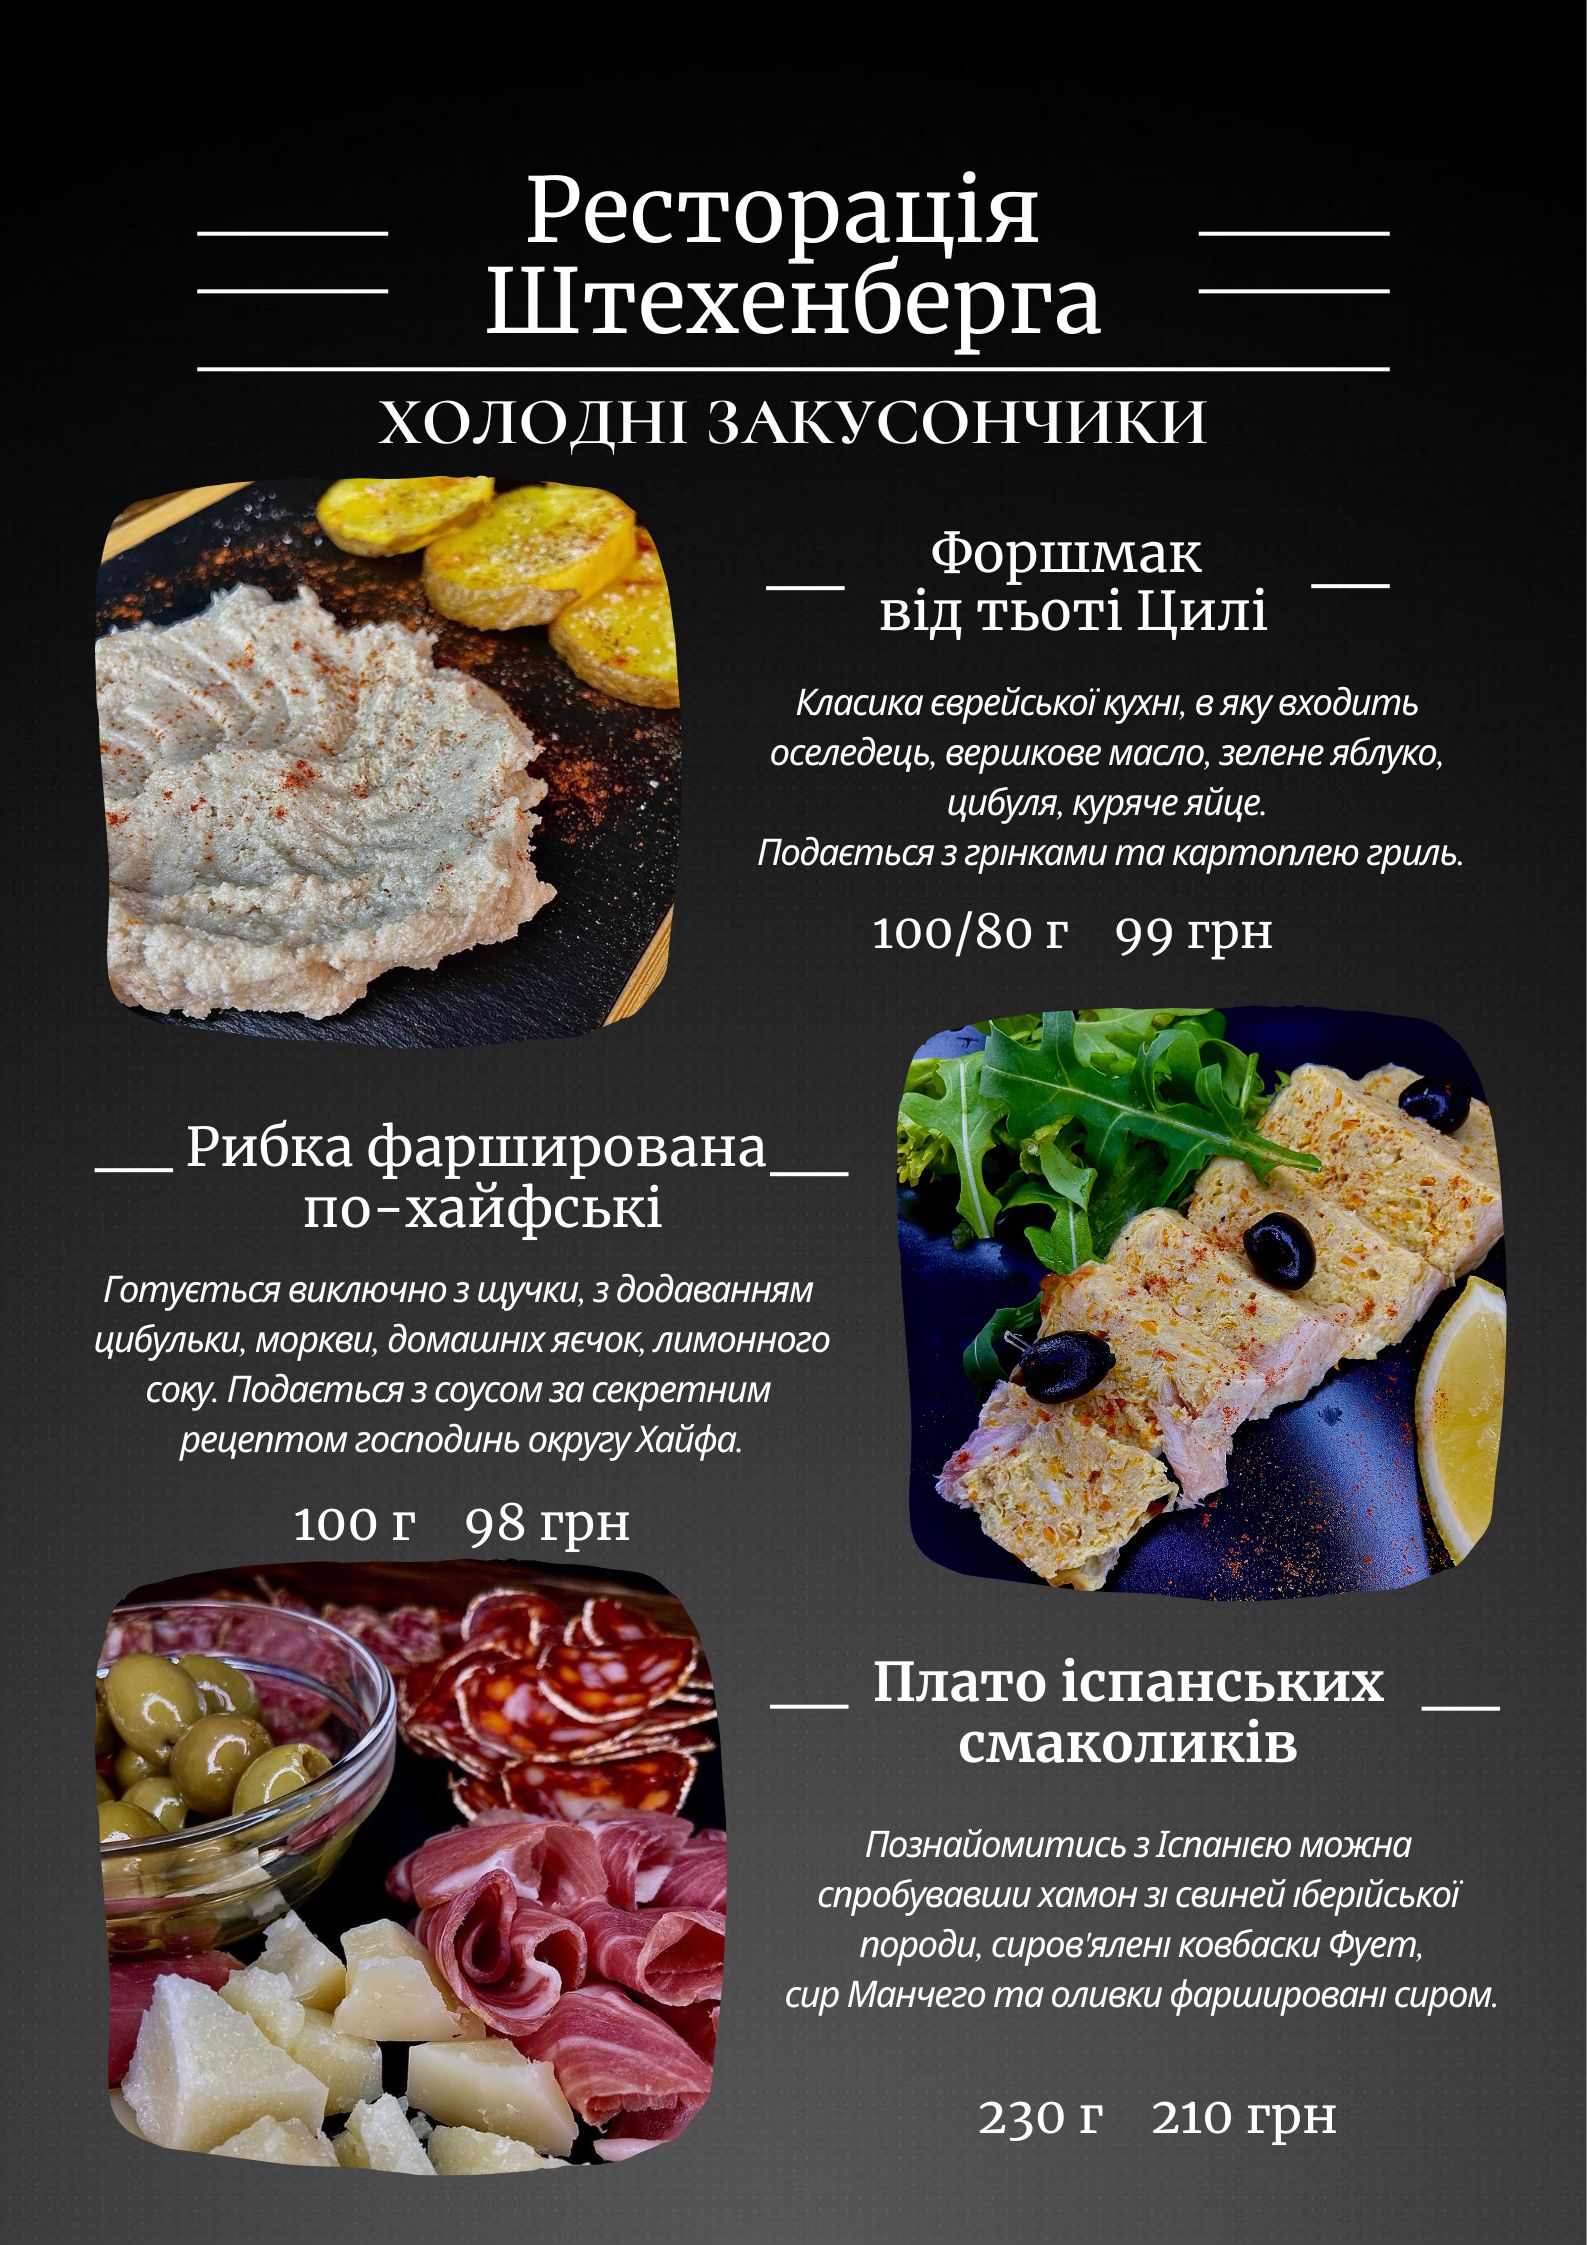 Ресторація
Штехенберга
ХОЛОДНІ ЗАКУСОНЧИКИ
Форшмак
від тьоті Цилі
Класика єврейської кухні, в яку входить
оселедець, вершкове масло, зелене яблуко,
цибуля, куряче яйце.
Подається з грінками та картоплею гриль.
100/80 г 99 грн
Рибка фарширована
по-хайфські
Готується виключно з щучки, з додаванням
цибульки, моркви, домашніх яєчок, лимонного
соку. Подається з соусом за секретним
рецептом господинь округу Хайфа.
100 г 98 грн
Плато іспанських
смаколиків
Познайомитись з Іспанією можна
спробувавши хамон зі свиней іберійської
породи, сиров'ялені ковбаски Фует,
сир Манчего та оливки фаршировані сиром.
230 г 210 грн